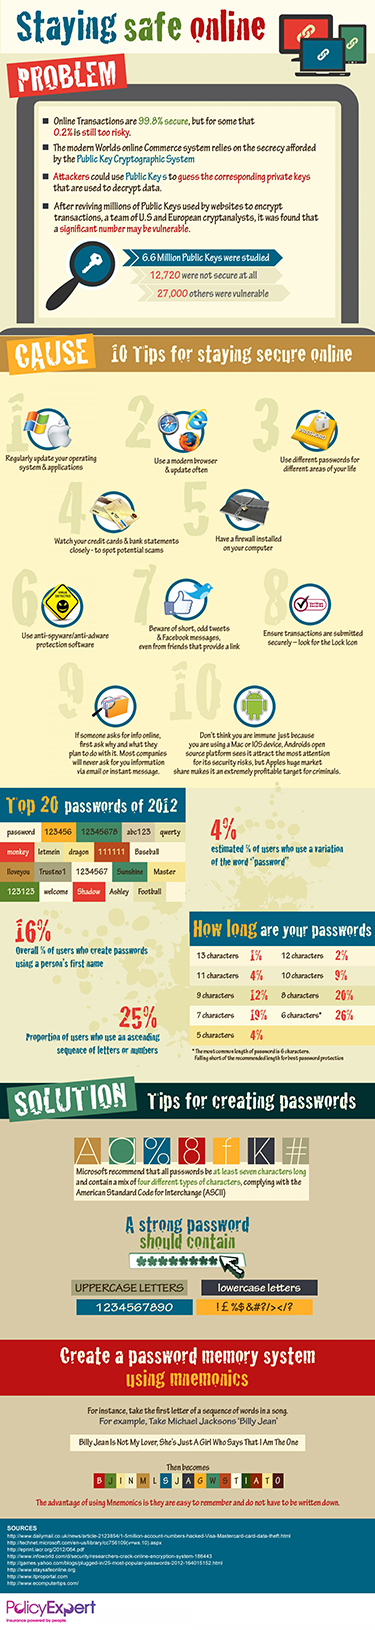 Staying safe online
PROBLEM
Online Transactions are 99.8% secure, but for some that
0.2% is still too risky.
The modern Worlds online Commerce system relies on the secrecy afforded
by the Public Key Cryptographic System
Attackers could use Public Keys to guess the corresponding private keys
that are used to decrypt data.
After reviving millions of Public Keys used by websites to encrypt
transactions, a team of U.S and European cryptanalysts, it was found that
a significant number may be vulnerable.
6.6 Million Public Keys were studied
12,720 were not secure at all
27,000 others were vulnerable
CAUSE
10 Tips for staying secure online
1
Regularly update your operating
system & applications
2
Use a modern browser
& update often
3
PASSWORD
Use different passwords for
different areas of your life
4
Watch your credit cards & bank statements
closely - to spot potential scams
5
Have a firewall installed
on your computer
6
Use anti-spyware/anti-adware
protection software
7
Beware of short, odd tweets
& Facebook messages,
even from friends that provide a link
8
Ensure transactions are submitted
securely – look for the Lock Icon
9
If someone asks for info online,
first ask why and what they
plan to do with it. Most companies
will never ask for you information
via email or instant message.
10
Don't think you are immune just because
you are using a Mac or IOS device, Androids open
source platform sees it attract the most attention
for its security risks, but Apples huge market
share makes it an extremely profitable target for criminals.
Top 20 passwords of 2012
password 123456 12345678 abc123 qwerty
monkey letmein dragon 111111 Baseball
Iloveyou Trustno1 1234567 Sunshine Master
123123 welcome Shadow Ashley Football
4%
estimated % of users who use a variation
of the word "password"
16%
Overall % of users who create passwords
using a person's first name
25%
Proportion of users who use an ascending
sequence of letters or numbers
How long are your passwords
13 characters 1% 12 characters 2%
11 characters 4% 10 characters 9%
9 characters 12% 8 characters 20%
7 characters 19% 6 characters* 26%
5 characters 4%
* The most common length of password is 6 characters.
Falling short of the recommended length for best password protection
SOLUTION
Tips for creating passwords
A @ % 8 f K #
Microsoft recommend that all passwords be at least seven characters long
and contain a mix of four different types of characters, complying with the
American Standard Code for Interchange (ASCII)
A strong password
should contain
UPPERCASE LETTERS lowercase letters
1234567890 !£%$&#?/></?
Create a password memory system
using mnemonics
For instance, take the first letter of a sequence of words in a song.
For example, Take Michael Jacksons 'Billy Jean'
Billy Jean Is Not My Lover, She's Just A Girl Who Says That I Am The One
Then becomes
B J I N M L S J A G W S T I A T O
The advantage of using Mnemonics is they are easy to remember and do not have to be written down.
SOURCES
http://www.dailymail.co.uk/news/article-2123854/1-5million-account-numbers-hacked-Visa-Mastercard-card-data-theft.html
http://technet.microsoft.com/en-us/library/cc756109(v=ws.10).aspx
http://eprint.iacr.org/2012/064.pdf
http://www.infoworld.com/d/security/researchers-crack-online-encryption-system-186443
http://games.yahoo.com/blogs/plugged-in/25-most-popular-passwords-2012-164015152.html
http://www.staysafeonline.org
http://www.itproportal.com
http://www.ecomputertips.com/
PolicyExpert
Insurance powered by people